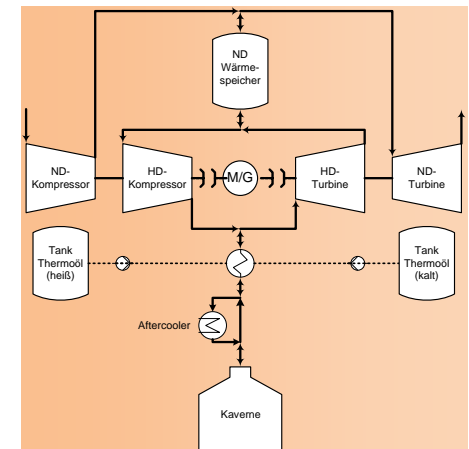 ND
Wärme-
speicher
ND-
Kompressor
HD-
Kompressor
M/G
HD-
Turbine
ND-
Turbine
Tank
Thermoöl
(heiß)
Tank
Thermoöl
(kalt)
Aftercooler
Kaverne